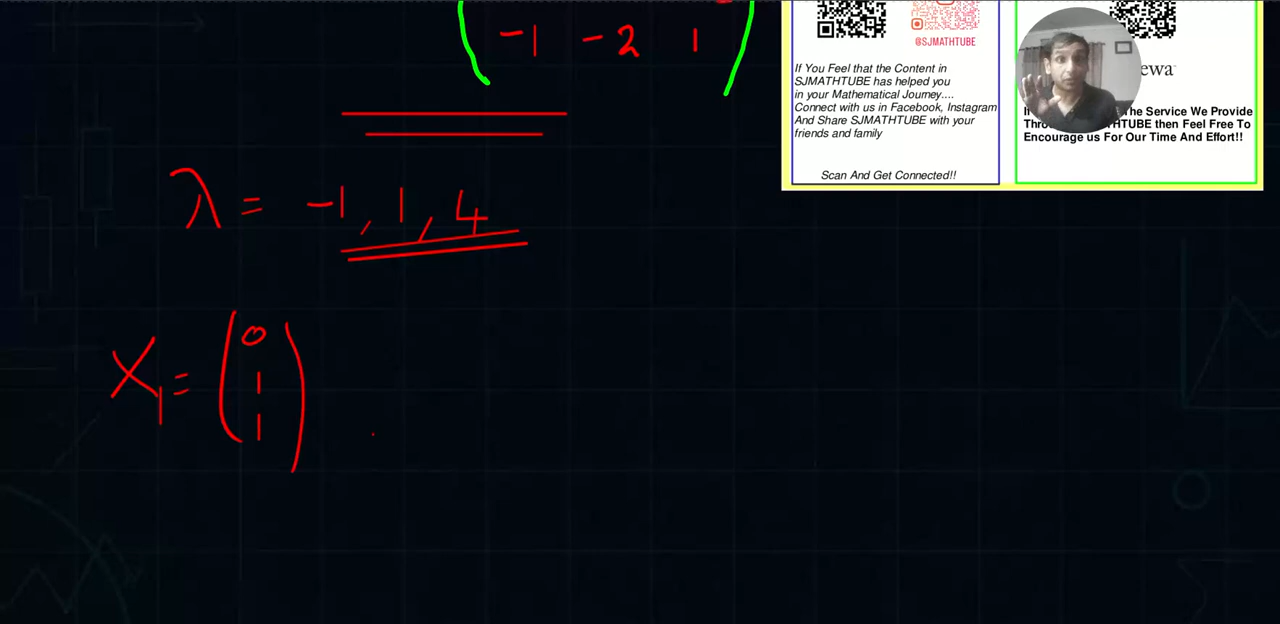 -1 -2 1
@SJMATHTUBE
If You Feel that the Content in
SJMATHTUBE has helped you
in your Mathematical Journey....
Connect with us in Facebook, Instagram
And Share SJMATHTUBE with your
friends and family
Scan And Get Connected!!
ewa
The Service We Provide
HTUBE then Feel Free To
Encourage us For Our Time And Effort!!
λ = -1, 1, 4
X₁ = (0
1
1)